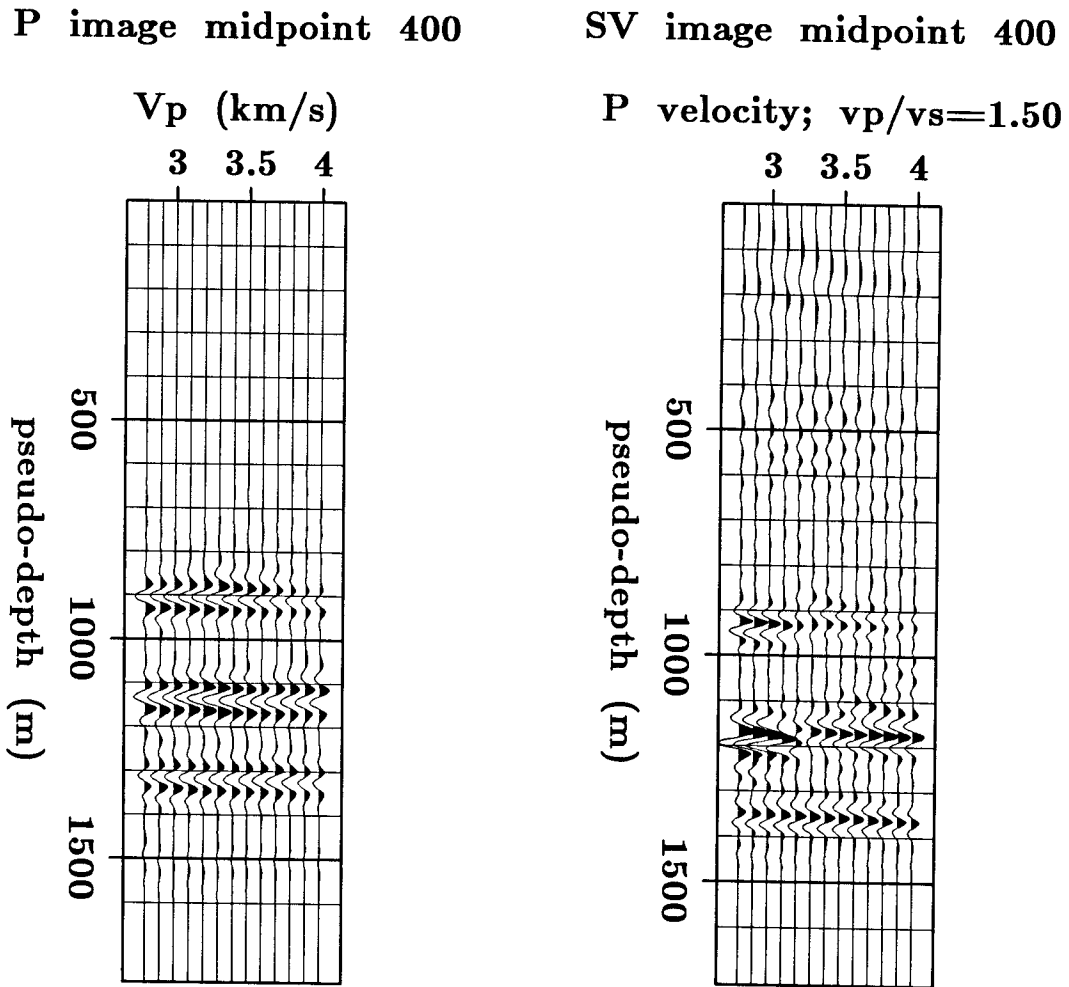 P image midpoint 400
Vp (km/s)
3 3.5 4
500
1000
1500
pseudo-depth (m)
SV image midpoint 400
P velocity; vp/vs=1.50
3 3.5 4
500
1000
1500
pseudo-depth (m)